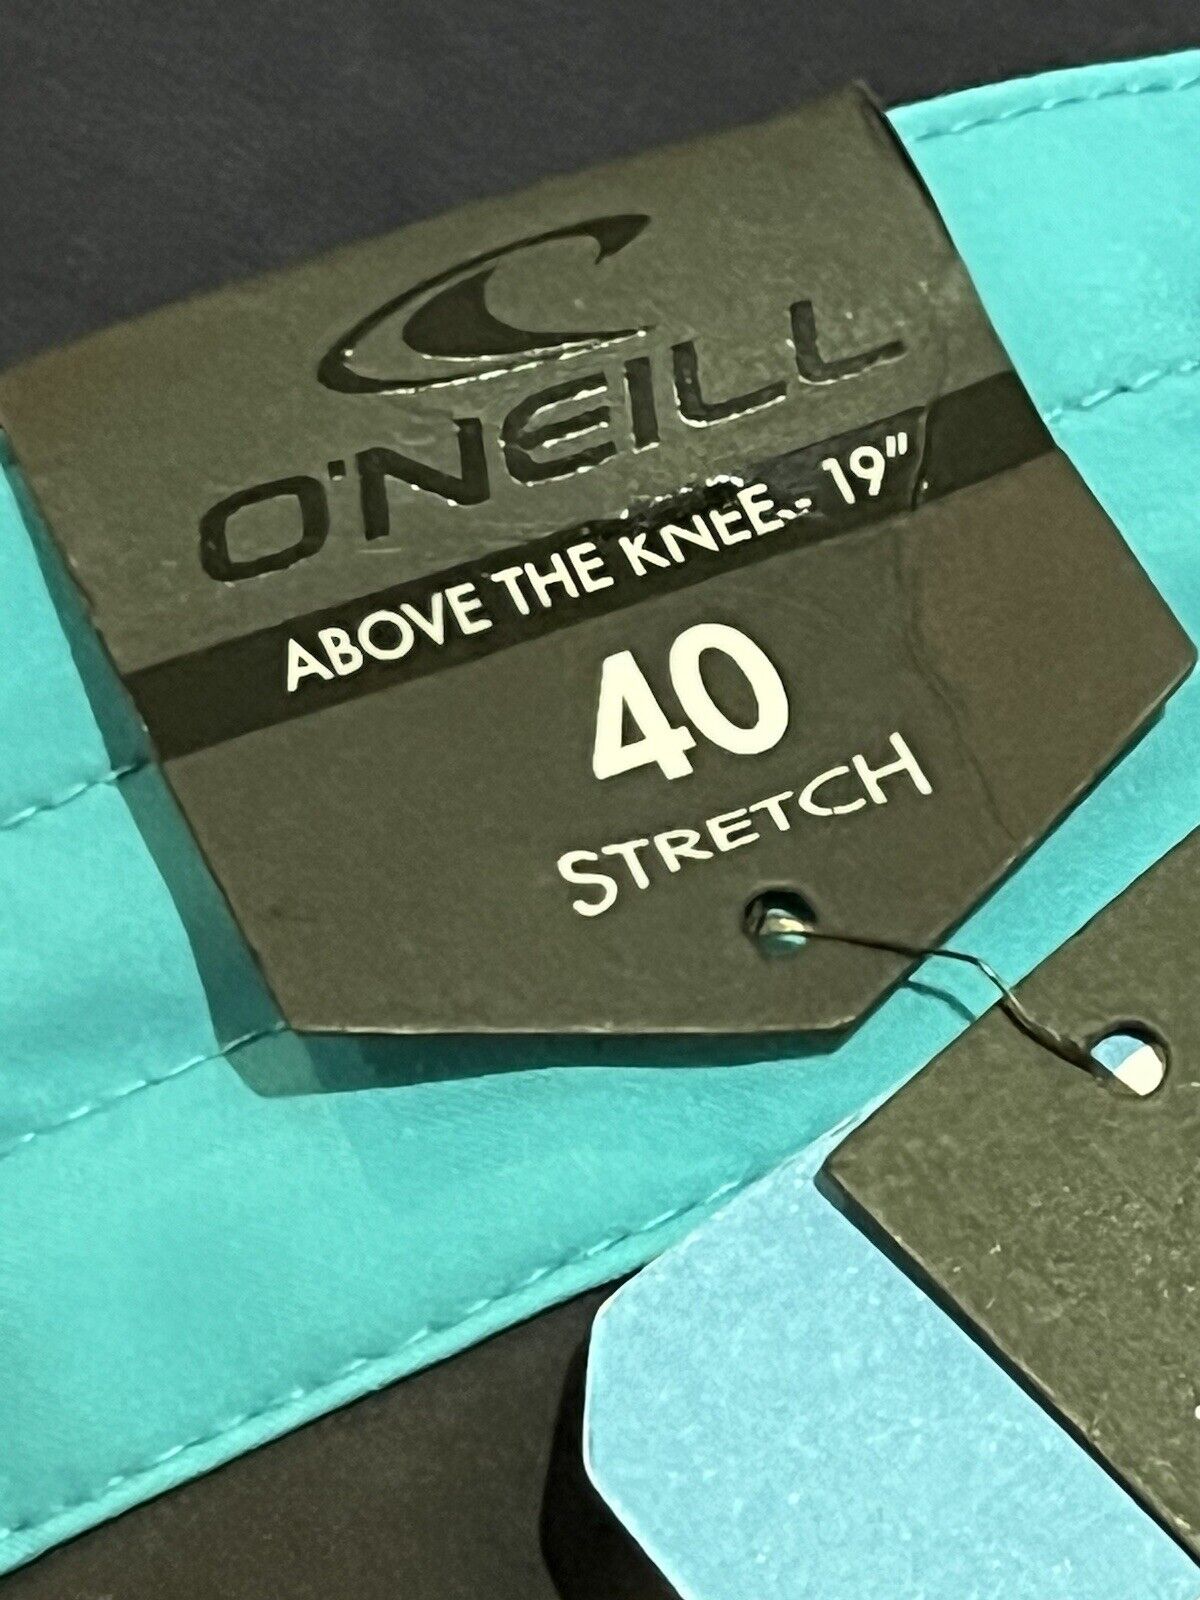 O'NEILL
ABOVE THE KNEE - 19"
40
STRETCH